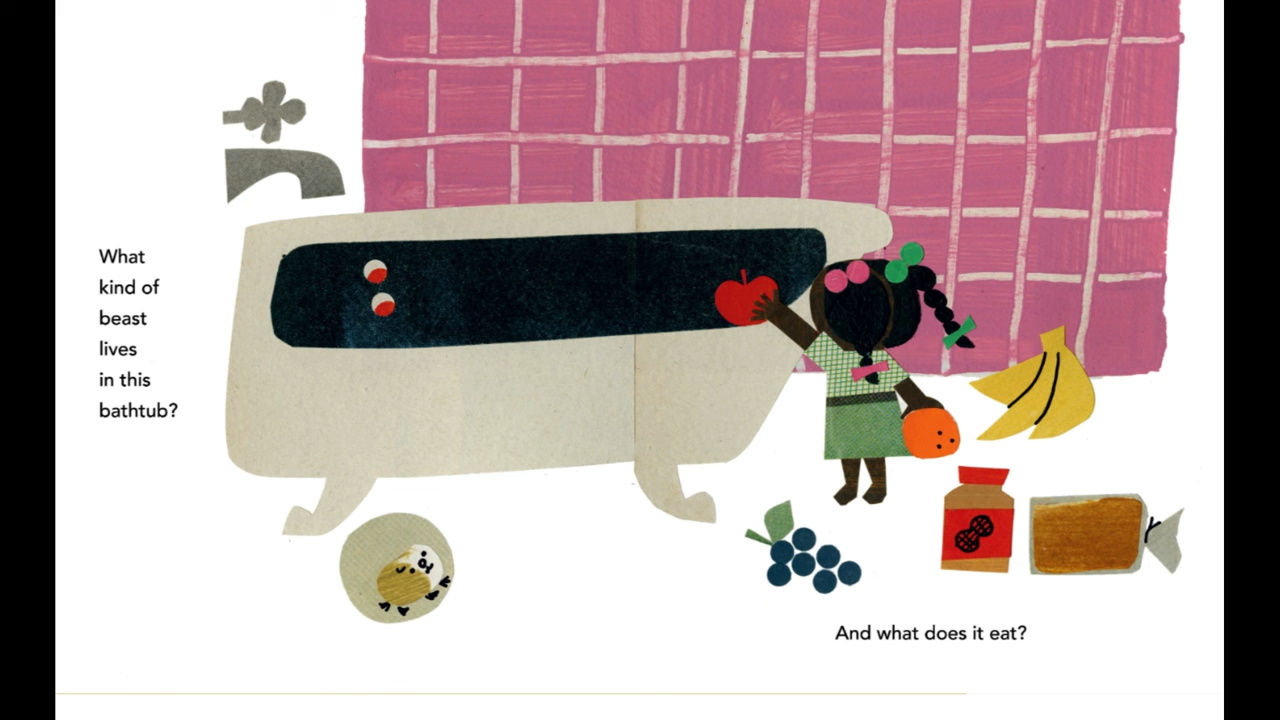 What
kind of
beast
lives
in this
bathtub?
And what does it eat?